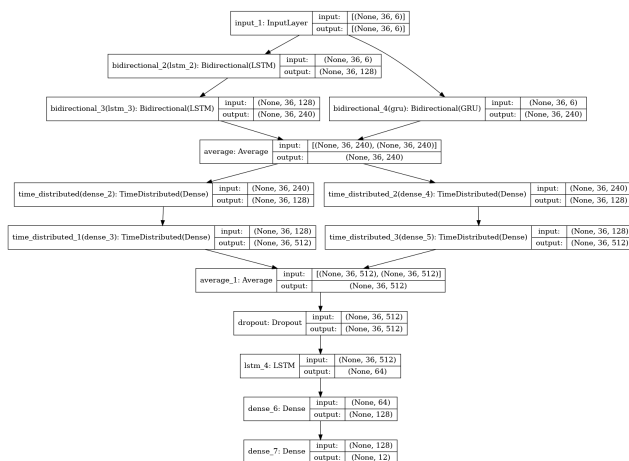 input_1: InputLayer input: [(None, 36, 6)]
output: [(None, 36, 6)]
bidirectional_2(lstm_2): Bidirectional(LSTM) input: (None, 36, 6)
output: (None, 36, 128)
bidirectional_3(lstm_3): Bidirectional(LSTM) input: (None, 36, 128)
output: (None, 36, 240)
bidirectional_4(gru): Bidirectional(GRU) input: (None, 36, 6)
output: (None, 36, 240)
average: Average input: [(None, 36, 240), (None, 36, 240)]
output: (None, 36, 240)
time_distributed(dense_2): TimeDistributed(Dense) input: (None, 36, 240)
output: (None, 36, 128)
time_distributed_2(dense_4): TimeDistributed(Dense) input: (None, 36, 240)
output: (None, 36, 128)
time_distributed_1(dense_3): TimeDistributed(Dense) input: (None, 36, 128)
output: (None, 36, 512)
time_distributed_3(dense_5): TimeDistributed(Dense) input: (None, 36, 128)
output: (None, 36, 512)
average_1: Average input: [(None, 36, 512), (None, 36, 512)]
output: (None, 36, 512)
dropout: Dropout input: (None, 36, 512)
output: (None, 36, 512)
lstm_4: LSTM input: (None, 36, 512)
output: (None, 64)
dense_6: Dense input: (None, 64)
output: (None, 128)
dense_7: Dense input: (None, 128)
output: (None, 12)